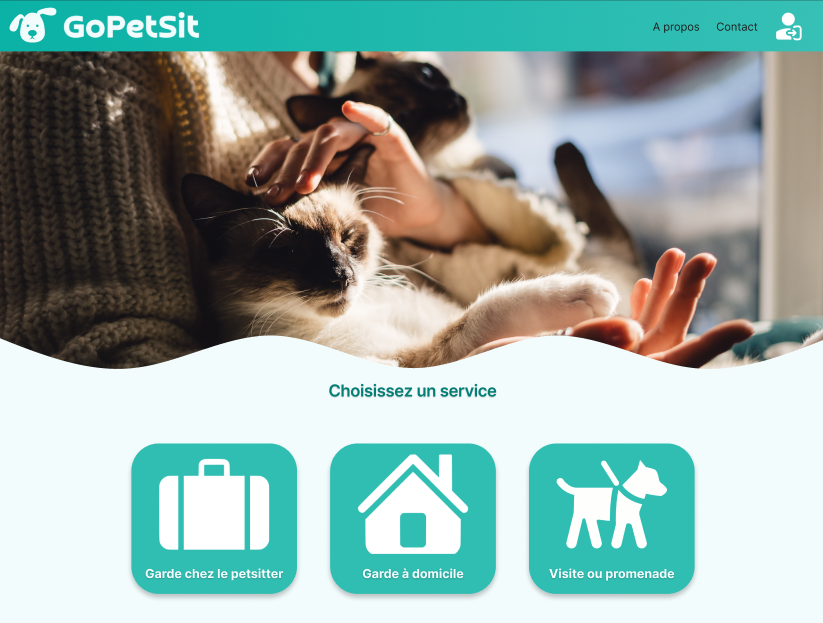 GoPetSit
A propos
Contact
Choisissez un service
Garde chez le petsitter
Garde à domicile
Visite ou promenade